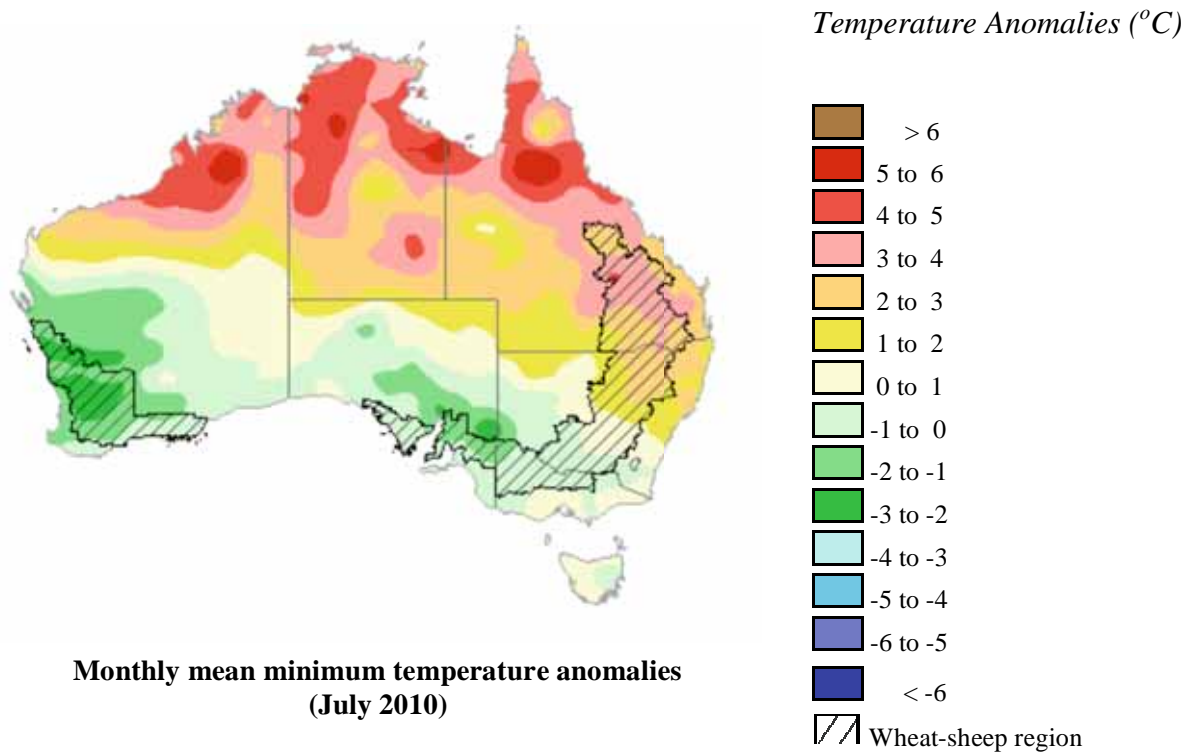 Temperature Anomalies (°C)
> 6
5 to 6
4 to 5
3 to 4
2 to 3
1 to 2
0 to 1
-1 to 0
-2 to -1
-3 to -2
-4 to -3
-5 to -4
-6 to -5
< -6
Wheat-sheep region
Monthly mean minimum temperature anomalies
(July 2010)